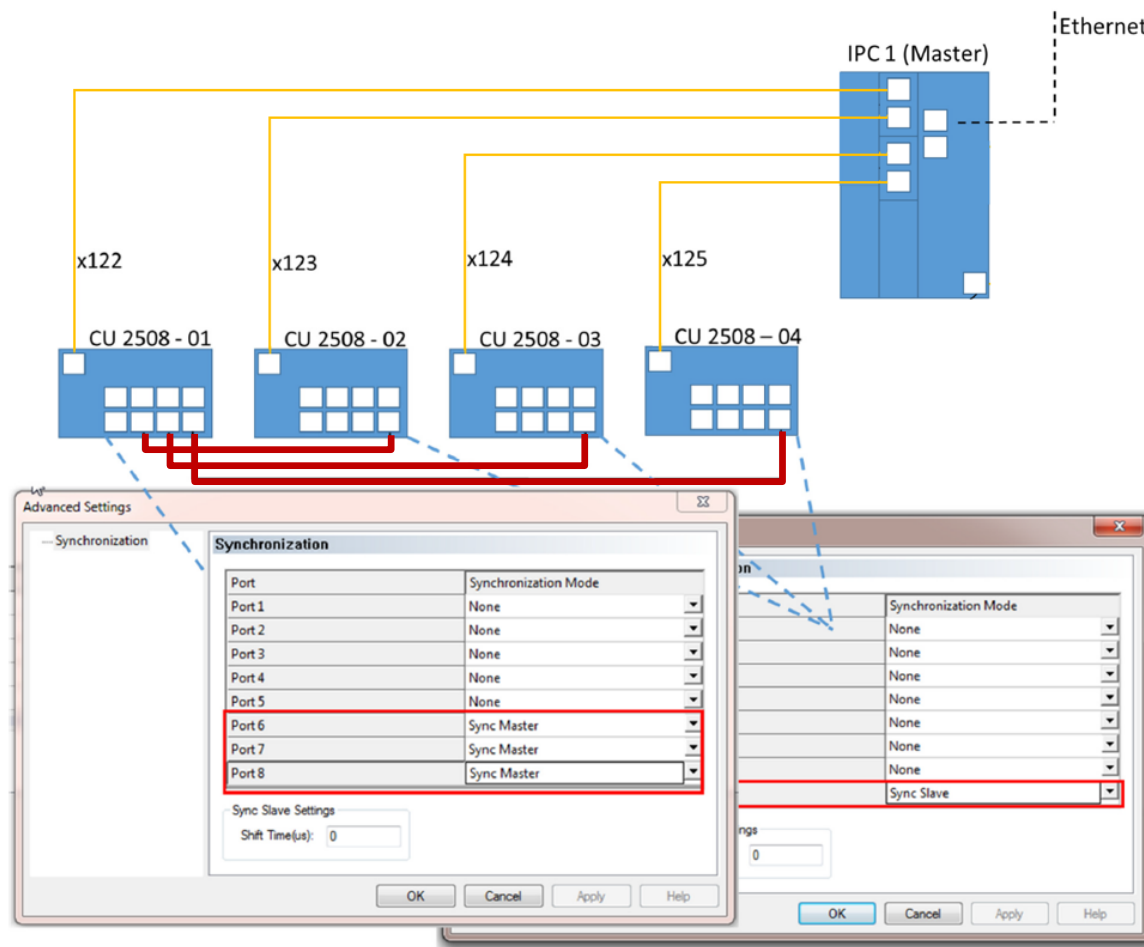 Ethernet
IPC 1 (Master)
x122
x123
x124
x125
CU 2508 - 01
CU 2508 - 02
CU 2508 - 03
CU 2508 – 04
Advanced Settings
Synchronization
Synchronization
Port Synchronization Mode
Port 1 None
Port 2 None
Port 3 None
Port 4 None
Port 5 None
Port 6 Sync Master
Port 7 Sync Master
Port 8 Sync Master
Sync Slave Settings
Shift Time(us): 0
OK Cancel Apply Help
on
Synchronization Mode
None
None
None
None
None
None
None
Sync Slave
ngs
0
OK Cancel Apply Help